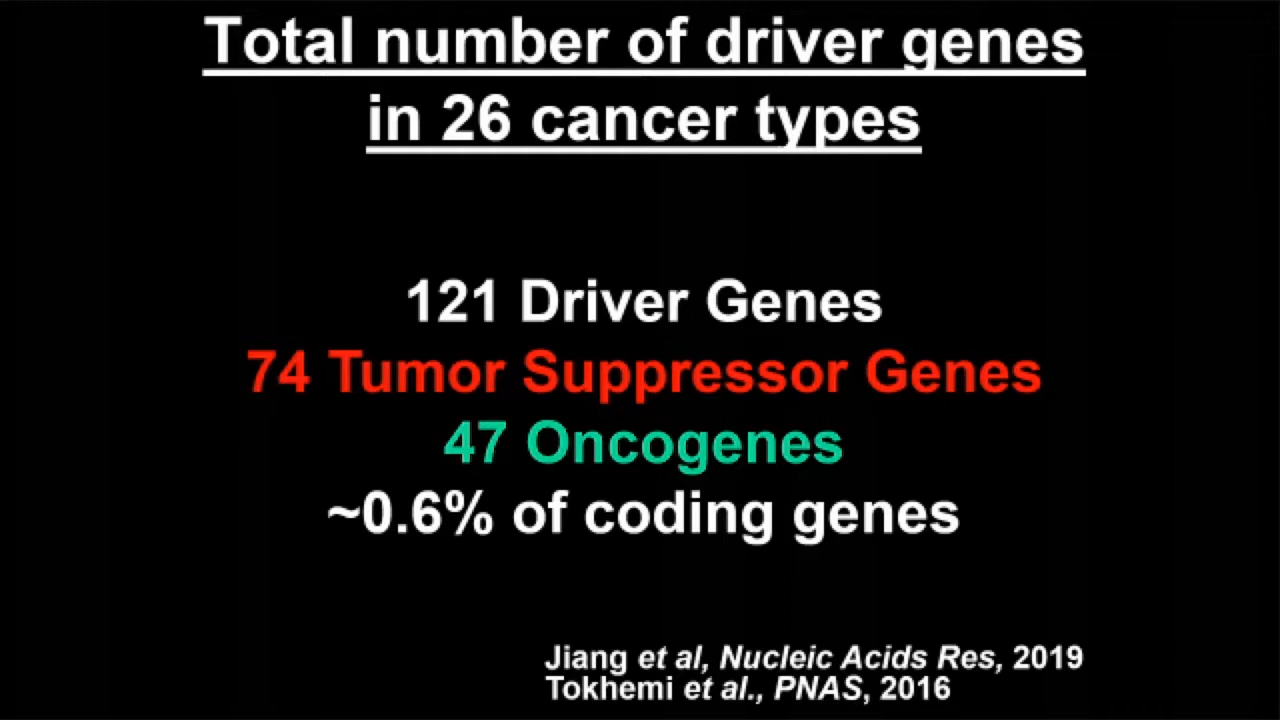 Total number of driver genes
in 26 cancer types
121 Driver Genes
74 Tumor Suppressor Genes
47 Oncogenes
~0.6% of coding genes
Jiang et al, Nucleic Acids Res, 2019
Tokhemi et al., PNAS, 2016